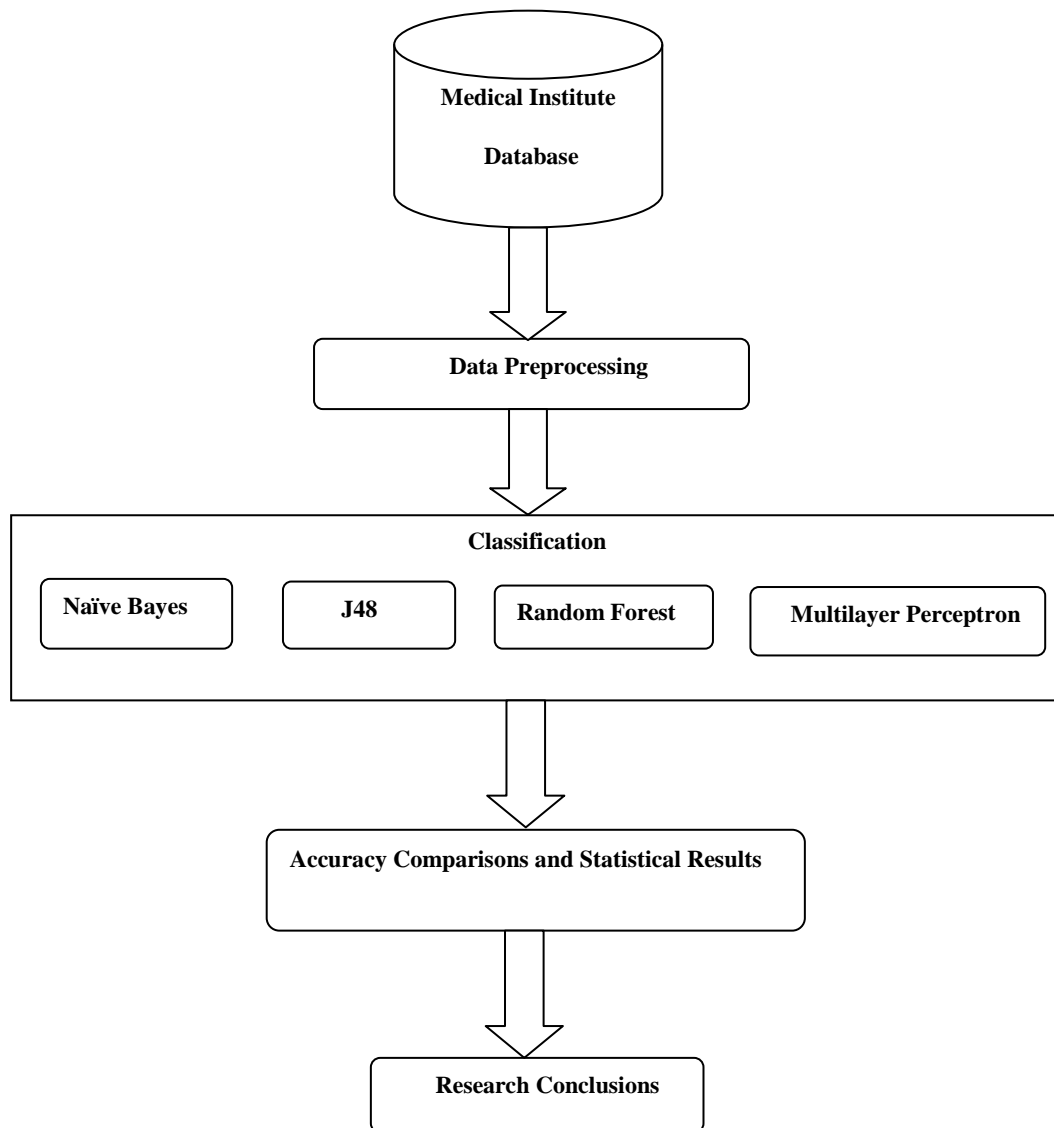 Medical Institute
Database
Data Preprocessing
Classification
Naïve Bayes
J48
Random Forest
Multilayer Perceptron
Accuracy Comparisons and Statistical Results
Research Conclusions